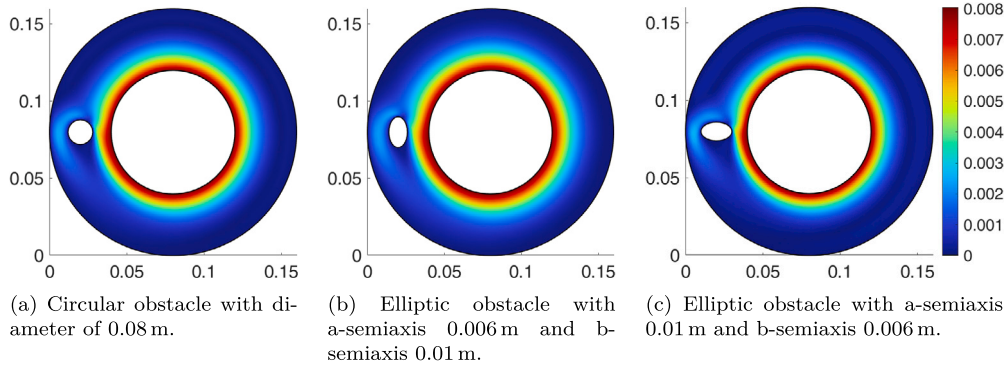 0.15
0.1
0.05
0
0 0.05 0.1 0.15
0.15
0.1
0.05
0
0 0.05 0.1 0.15
0.15
0.1
0.05
0
0 0.05 0.1 0.15
0.008
0.007
0.006
0.005
0.004
0.003
0.002
0.001
0
(a) Circular obstacle with di-
ameter of 0.08 m.
(b) Elliptic obstacle with
a-semiaxis 0.006 m and b-
semiaxis 0.01 m.
(c) Elliptic obstacle with a-semiaxis
0.01 m and b-semiaxis 0.006 m.